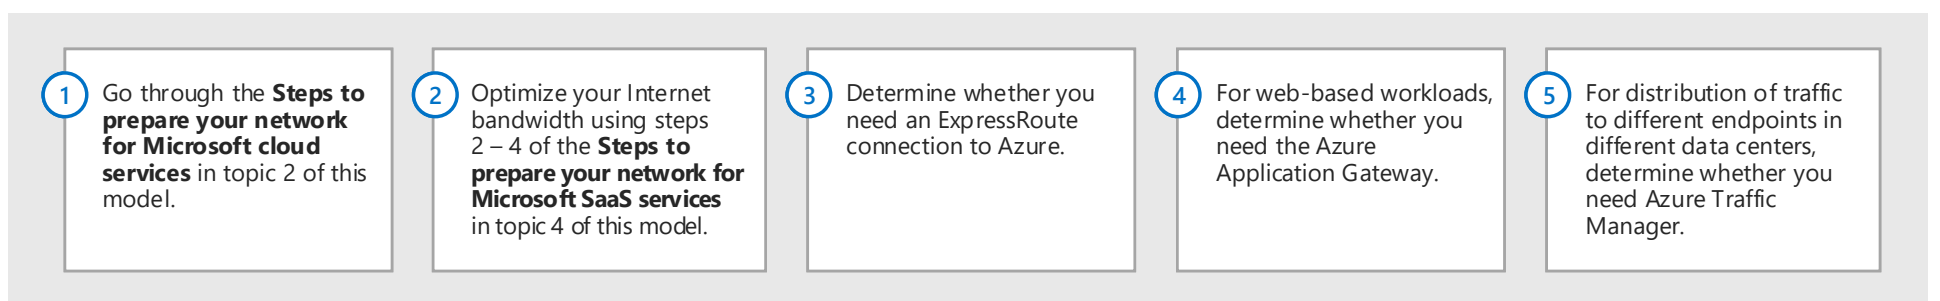 1
Go through the Steps to
prepare your network
for Microsoft cloud
services in topic 2 of this
model.
2
Optimize your Internet
bandwidth using steps
2 – 4 of the Steps to
prepare your network for
Microsoft SaaS services
in topic 4 of this model.
3
Determine whether you
need an ExpressRoute
connection to Azure.
4
For web-based workloads,
determine whether you
need the Azure
Application Gateway.
5
For distribution of traffic
to different endpoints in
different data centers,
determine whether you
need Azure Traffic
Manager.